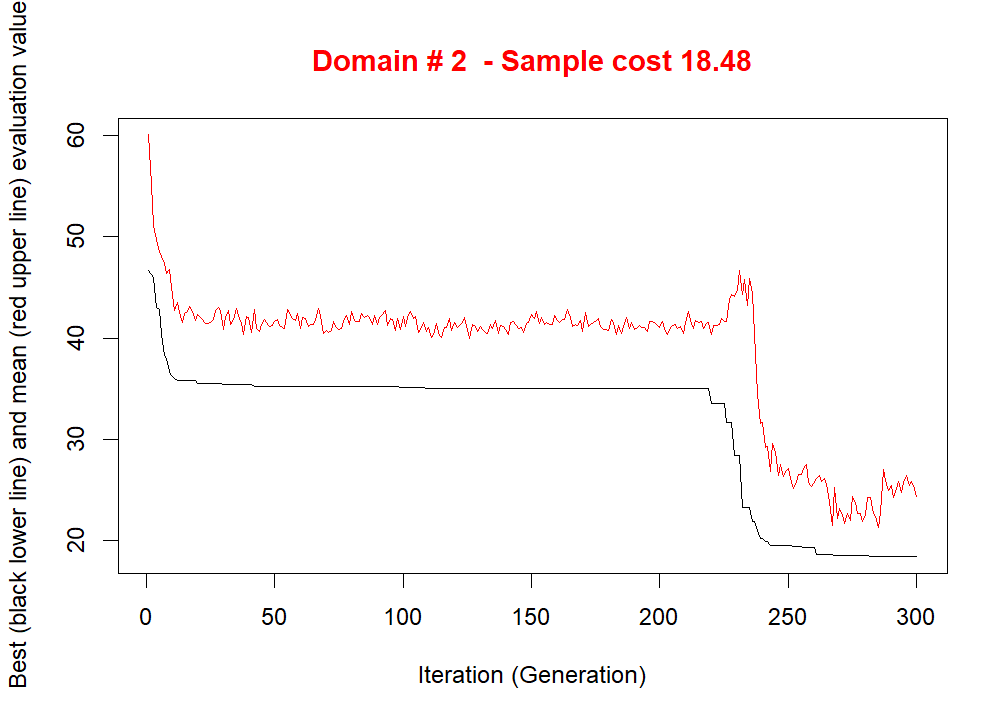 Domain # 2  - Sample cost 18.48
Best (black lower line) and mean (red upper line) evaluation value
60
50
40
30
20
0 50 100 150 200 250 300
Iteration (Generation)